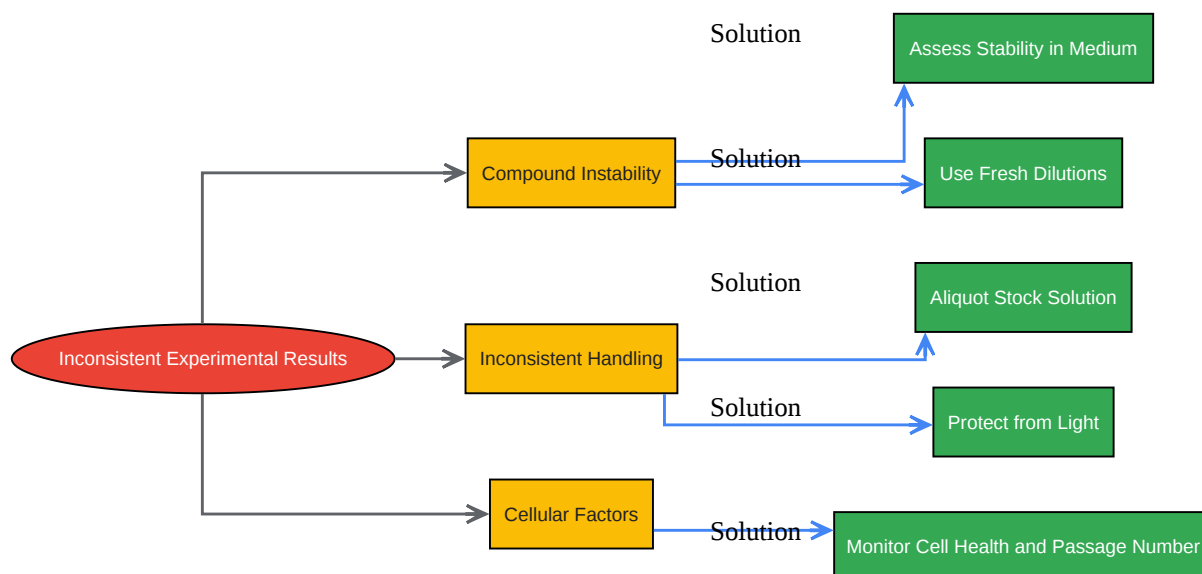 Solution
Assess Stability in Medium
Compound Instability
Solution
Use Fresh Dilutions
Solution
Aliquot Stock Solution
Inconsistent Experimental Results
Inconsistent Handling
Solution
Protect from Light
Cellular Factors
Solution
Monitor Cell Health and Passage Number